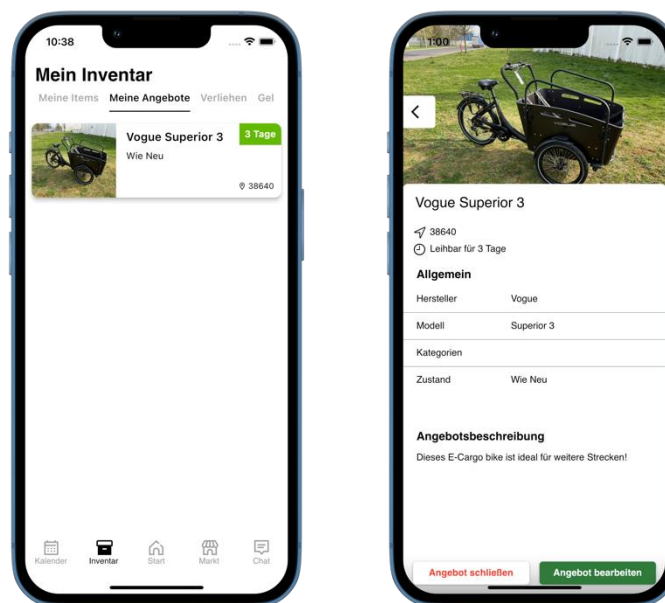 10:38
Mein Inventar
Meine Items Meine Angebote Verliehen Gel
Vogue Superior 3
3 Tage
Wie Neu
38640
Kalender Inventar Start Markt Chat
1:00
Vogue Superior 3
38640
Leihbar für 3 Tage
Allgemein
Hersteller Vogue
Modell Superior 3
Kategorien
Zustand Wie Neu
Angebotsbeschreibung
Dieses E-Cargo bike ist ideal für weitere Strecken!
Angebot schließen Angebot bearbeiten